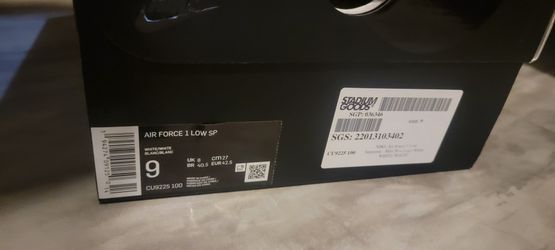 AIR FORCE 1 LOW SP
WHITE/WHITE
BLANC/BLANC
9
UK 8 CM 27
BR 40.5 EUR 42.5
CU9225 100
STADIUM
GOODS
SGP: 036346
SGS: 22013103402
CU9225 100